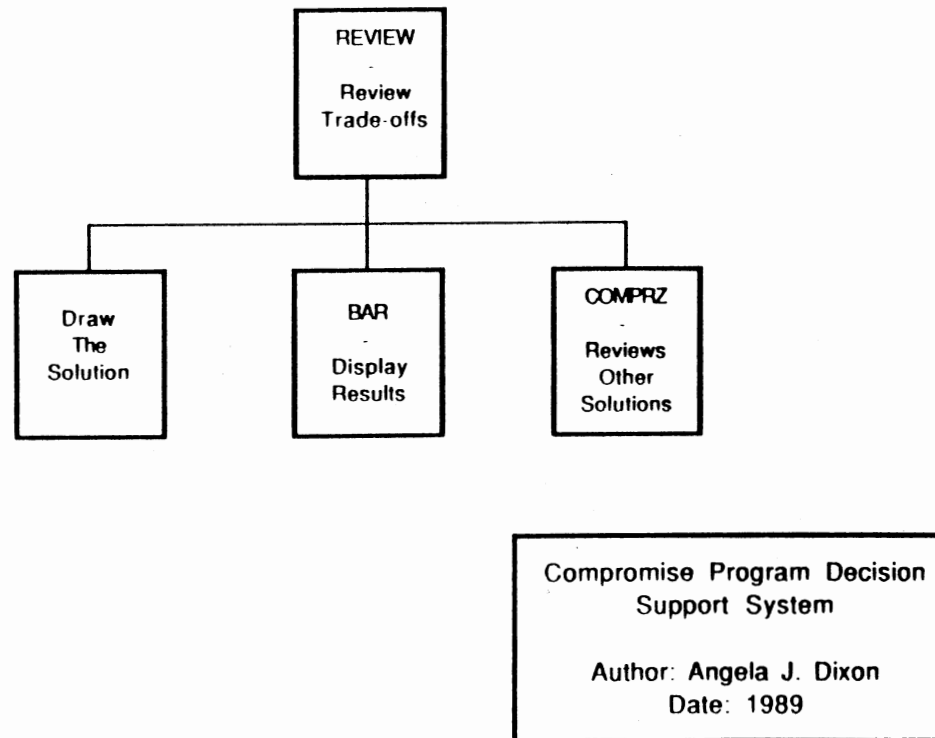 REVIEW
-
Review
Trade-offs
Draw
The
Solution
BAR
-
Display
Results
COMPRZ
-
Reviews
Other
Solutions
Compromise Program Decision
Support System
Author: Angela J. Dixon
Date: 1989